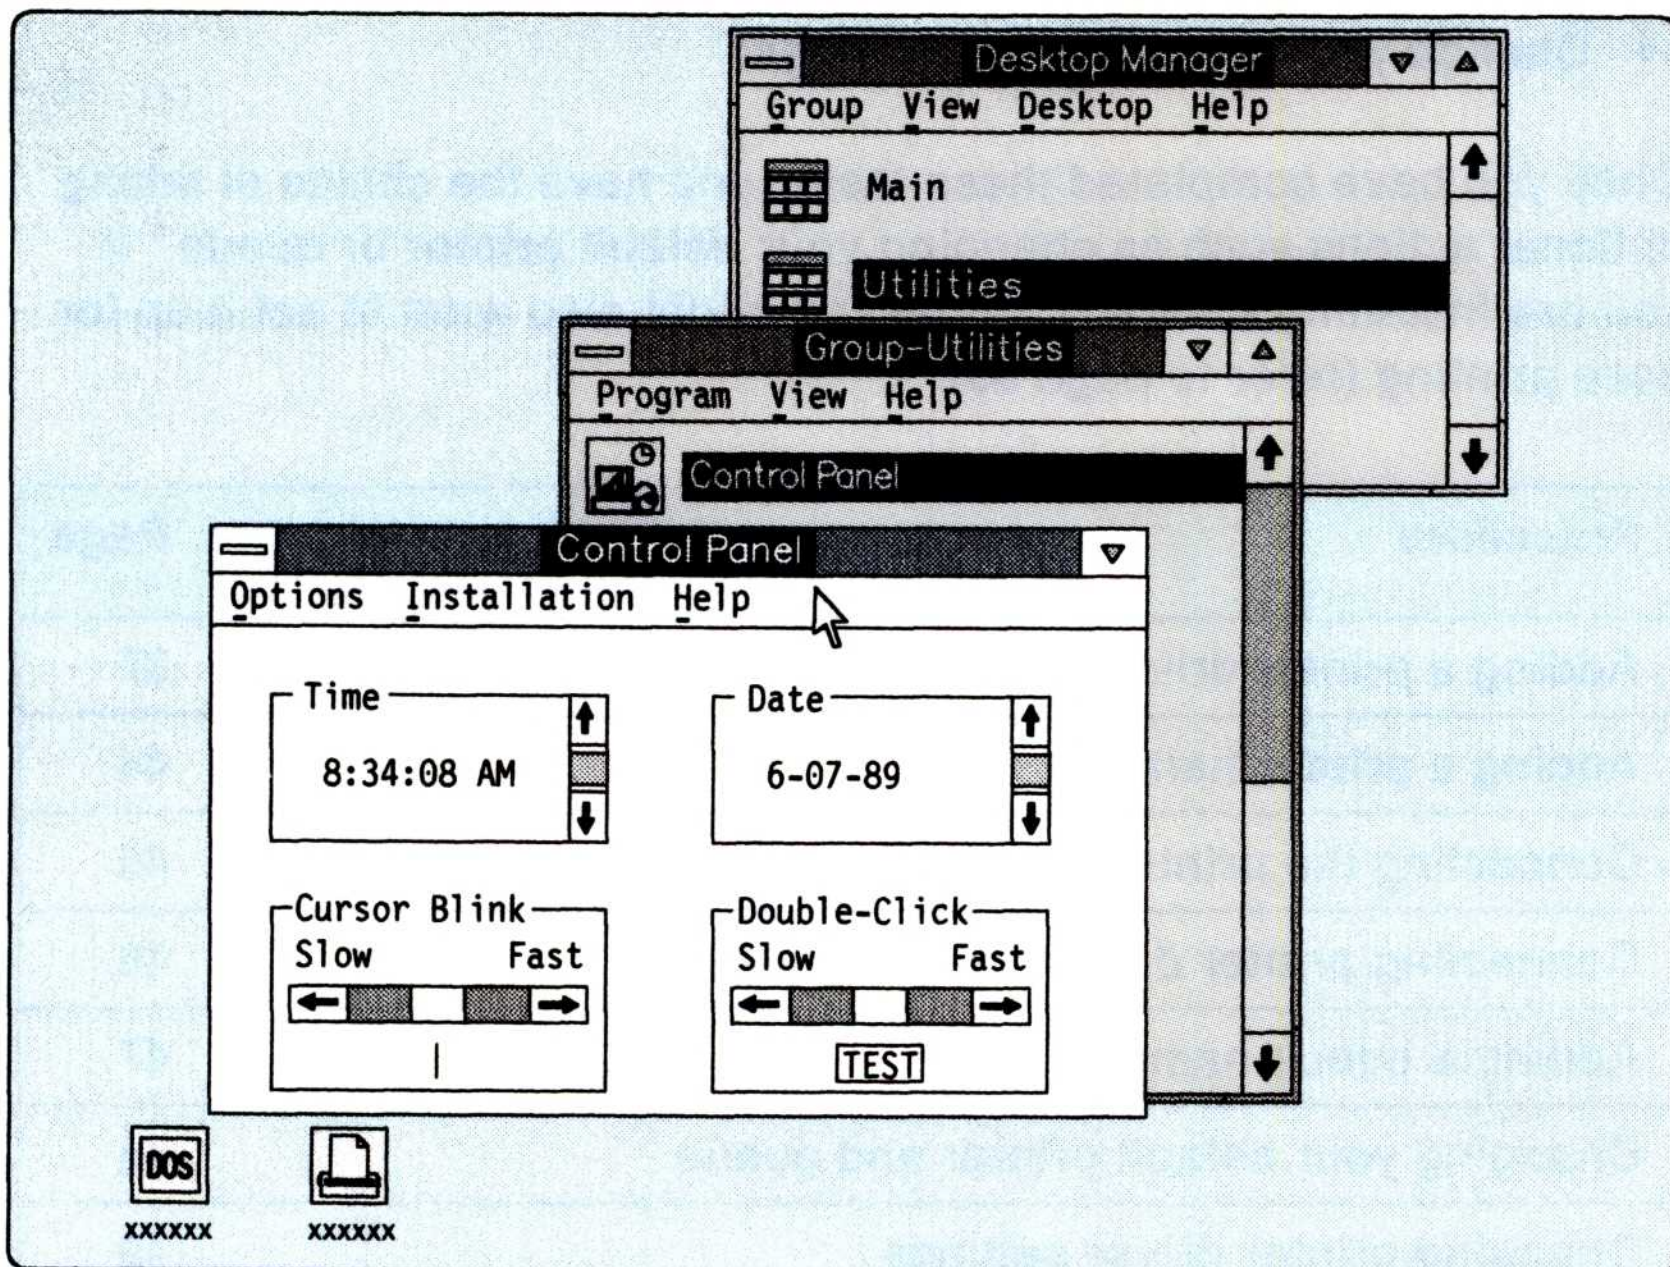 Desktop Manager
Group View Desktop Help
Main
Utilities
Group-Utilities
Program View Help
Control Panel
Control Panel
Options Installation Help
Time
8:34:08 AM
Date
6-07-89
Cursor Blink
Slow Fast
Double-Click
Slow Fast
TEST
DOS
xxxxxx xxxxxx